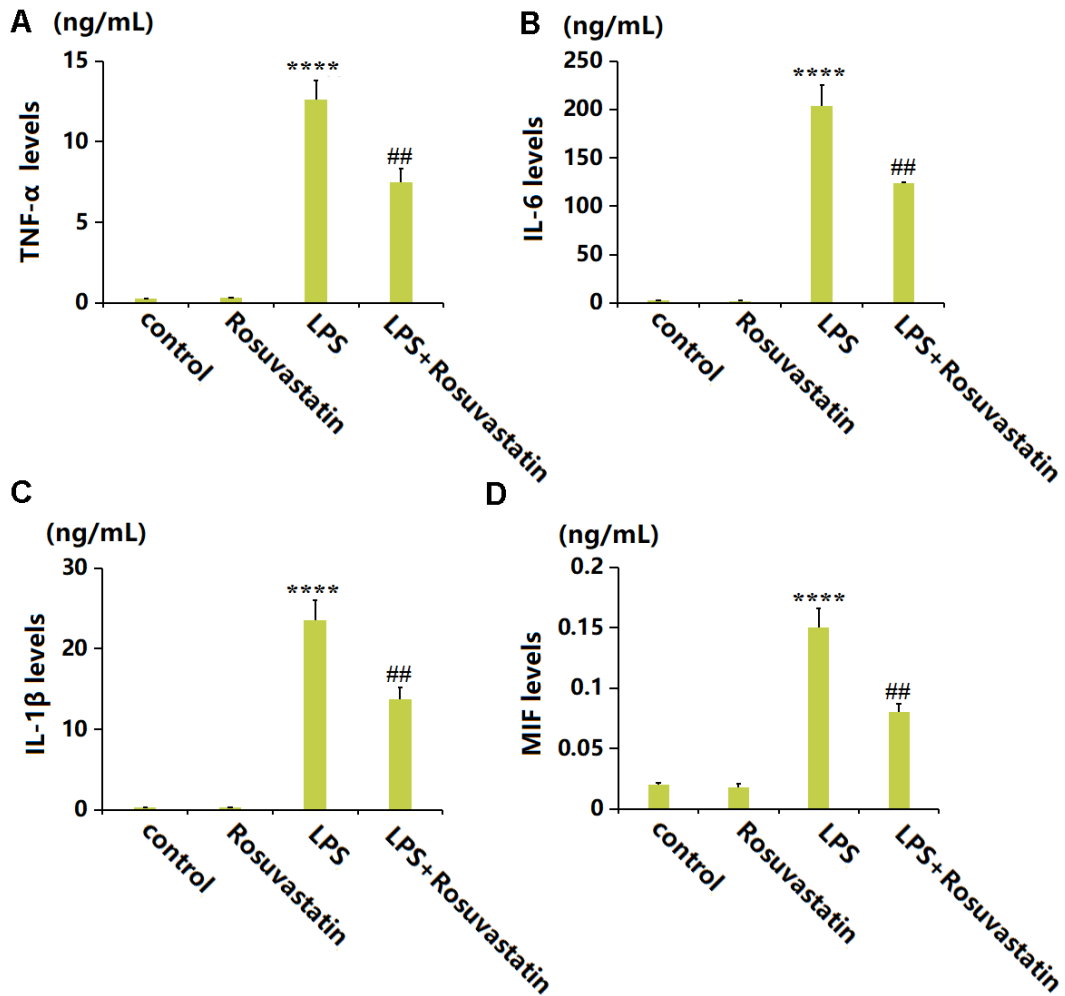 A (ng/mL)
TNF-α levels
15
10
5
0
****
##
control
Rosuvastatin
LPS
LPS+Rosuvastatin
B (ng/mL)
IL-6 levels
250
200
150
100
50
0
****
##
control
Rosuvastatin
LPS
LPS+Rosuvastatin
C
(ng/mL)
IL-1β levels
30
20
10
0
****
##
control
Rosuvastatin
LPS
LPS+Rosuvastatin
D
(ng/mL)
MIF levels
0.2
0.15
0.1
0.05
0
****
##
control
Rosuvastatin
LPS
LPS+Rosuvastatin